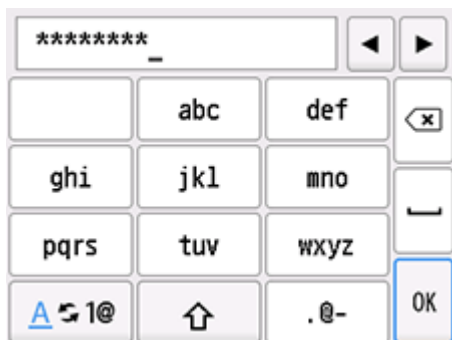 ********_
abc def
ghi jkl mno
pqrs tuv wxyz
A 1@ .@- OK